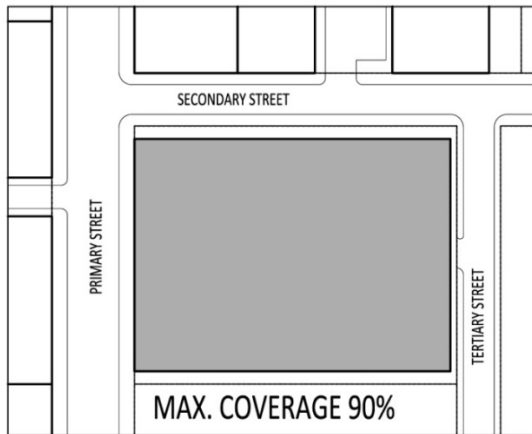 SECONDARY STREET
PRIMARY STREET
TERTIARY STREET
MAX. COVERAGE 90%